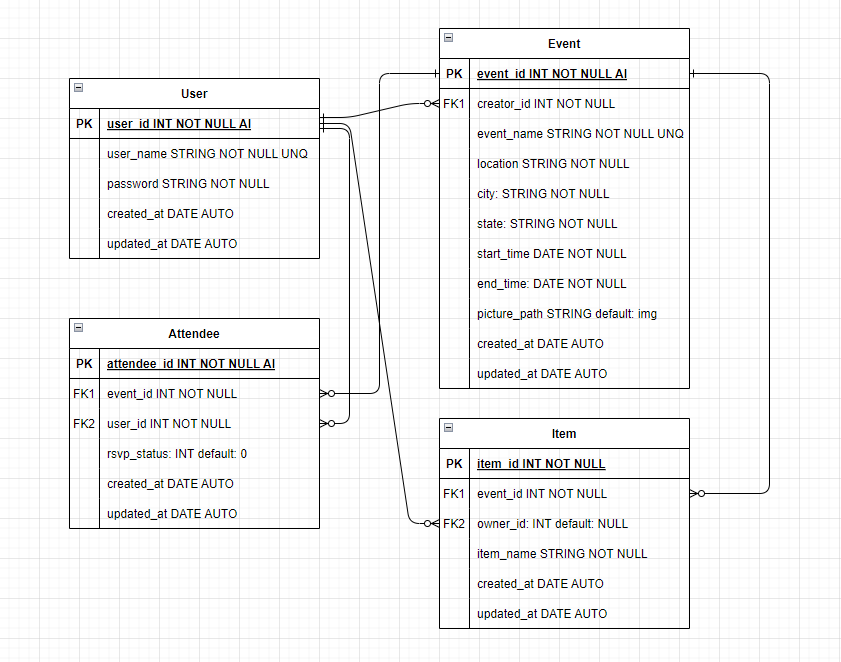 User
PK user_id INT NOT NULL AI
user_name STRING NOT NULL UNQ
password STRING NOT NULL
created_at DATE AUTO
updated_at DATE AUTO
Attendee
PK attendee_id INT NOT NULL AI
FK1 event_id INT NOT NULL
FK2 user_id INT NOT NULL
rsvp_status: INT default: 0
created_at DATE AUTO
updated_at DATE AUTO
Event
PK event_id INT NOT NULL AI
FK1 creator_id INT NOT NULL
event_name STRING NOT NULL UNQ
location STRING NOT NULL
city: STRING NOT NULL
state: STRING NOT NULL
start_time DATE NOT NULL
end_time: DATE NOT NULL
picture_path STRING default: img
created_at DATE AUTO
updated_at DATE AUTO
Item
PK item_id INT NOT NULL
FK1 event_id INT NOT NULL
FK2 owner_id: INT default: NULL
item_name STRING NOT NULL
created_at DATE AUTO
updated_at DATE AUTO